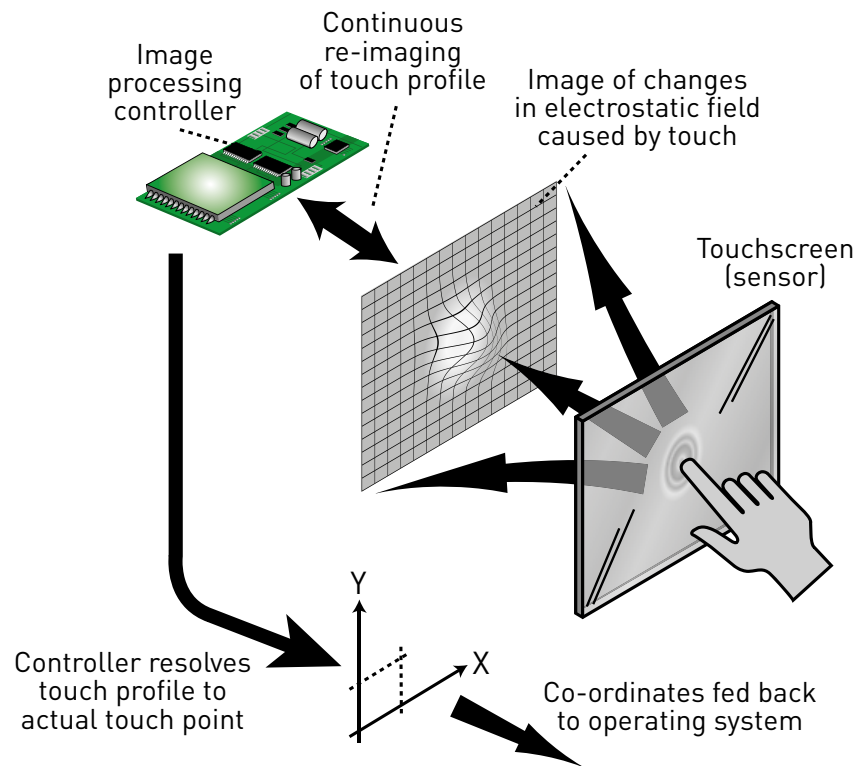 Image
processing
controller
Continuous
re-imaging
of touch profile
Image of changes
in electrostatic field
caused by touch
Touchscreen
(sensor)
Y
X
Controller resolves
touch profile to
actual touch point
Co-ordinates fed back
to operating system